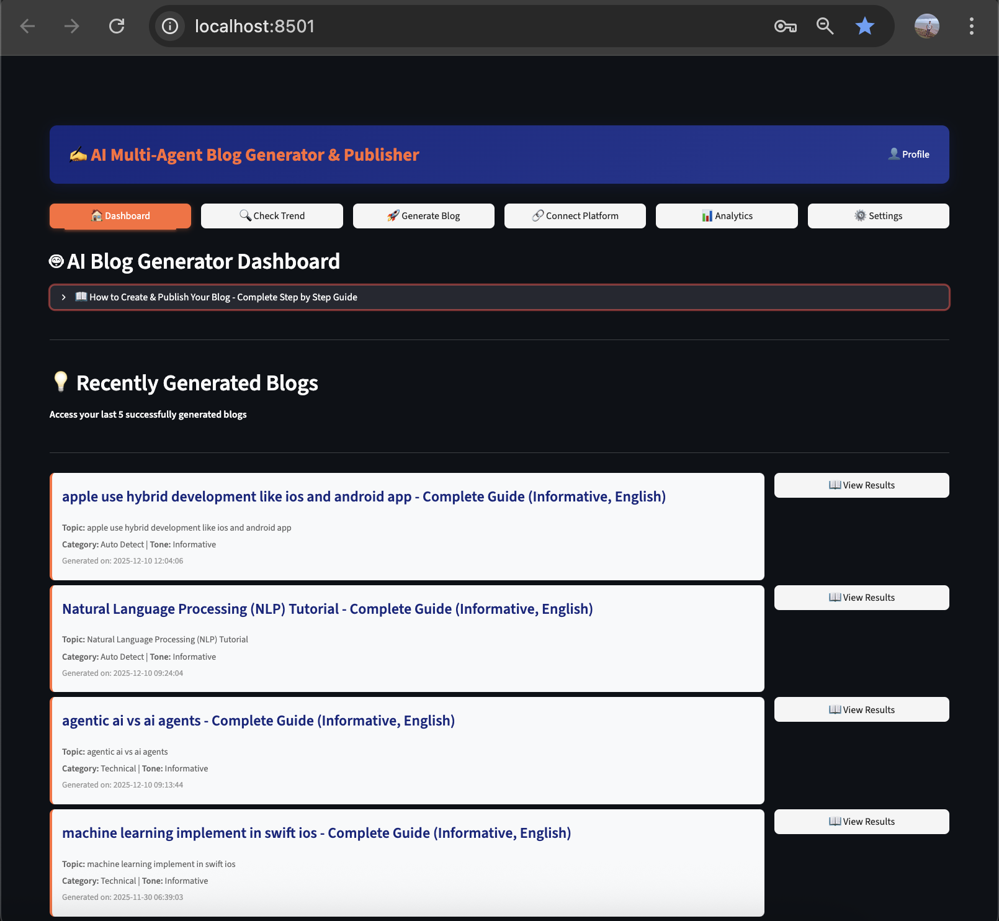 localhost:8501
✍️ AI Multi-Agent Blog Generator & Publisher
👤 Profile
🏠 Dashboard
🔍 Check Trend
🚀 Generate Blog
🔗 Connect Platform
📊 Analytics
⚙️ Settings
AI Blog Generator Dashboard
📖 How to Create & Publish Your Blog - Complete Step by Step Guide
💡 Recently Generated Blogs
Access your last 5 successfully generated blogs
apple use hybrid development like ios and android app - Complete Guide (Informative, English)
Topic: apple use hybrid development like ios and android app
Category: Auto Detect | Tone: Informative
Generated on: 2025-12-10 12:04:06
📖 View Results
Natural Language Processing (NLP) Tutorial - Complete Guide (Informative, English)
Topic: Natural Language Processing (NLP) Tutorial
Category: Auto Detect | Tone: Informative
Generated on: 2025-12-10 09:24:04
📖 View Results
agentic ai vs ai agents - Complete Guide (Informative, English)
Topic: agentic ai vs ai agents
Category: Technical | Tone: Informative
Generated on: 2025-12-10 09:13:44
📖 View Results
machine learning implement in swift ios - Complete Guide (Informative, English)
Topic: machine learning implement in swift ios
Category: Technical | Tone: Informative
Generated on: 2025-11-30 06:39:03
📖 View Results